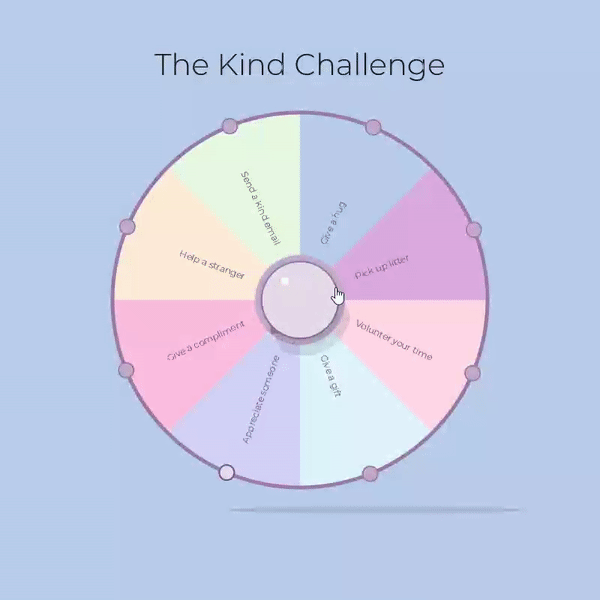 The Kind Challenge
Give a hug
Pick up litter
Volunter your time
Give a gift
Appreciate someone
Give a compliment
Help a stranger
Send a kind email